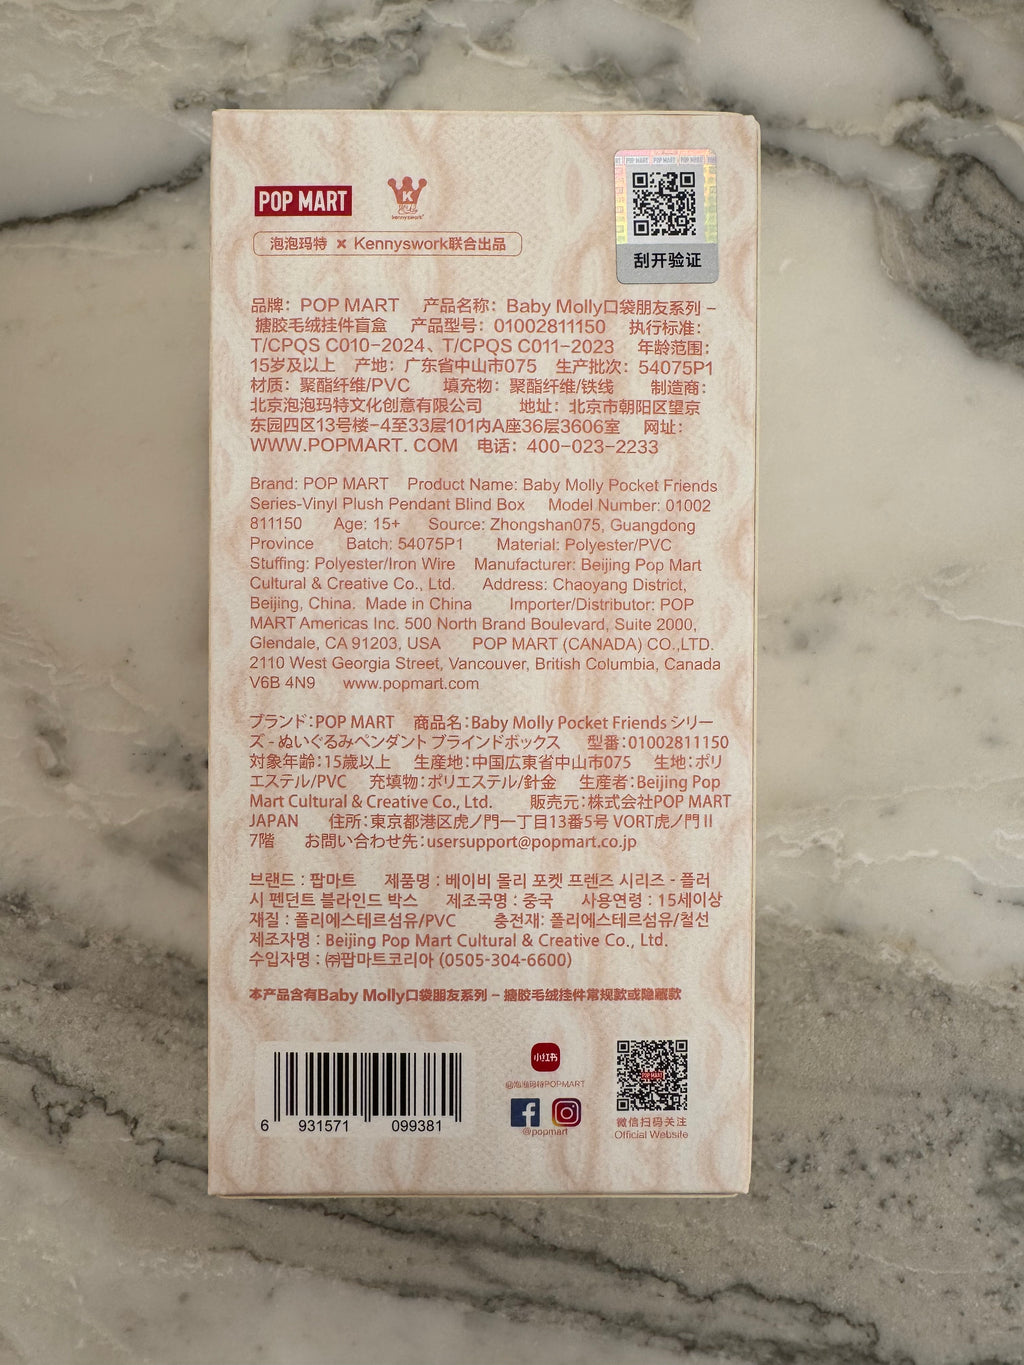 POP MART
K
kennyswork
泡泡玛特 × Kennyswork联合出品
POP MART POP MART POP MART
刮开验证
品牌：POP MART 产品名称：Baby Molly口袋朋友系列－
搪胶毛绒挂件盲盒 产品型号：01002811150 执行标准：
T/CPQS C010-2024、T/CPQS C011-2023 年龄范围：
15岁及以上 产地：广东省中山市075 生产批次：54075P1
材质：聚酯纤维/PVC 填充物：聚酯纤维/铁线 制造商：
北京泡泡玛特文化创意有限公司 地址：北京市朝阳区望京
东园四区13号楼-4至33层101内A座36层3606室 网址：
WWW.POPMART. COM 电话：400-023-2233
Brand: POP MART Product Name: Baby Molly Pocket Friends
Series-Vinyl Plush Pendant Blind Box Model Number: 01002
811150 Age: 15+ Source: Zhongshan075, Guangdong
Province Batch: 54075P1 Material: Polyester/PVC
Stuffing: Polyester/Iron Wire Manufacturer: Beijing Pop Mart
Cultural & Creative Co., Ltd. Address: Chaoyang District,
Beijing, China. Made in China Importer/Distributor: POP
MART Americas Inc. 500 North Brand Boulevard, Suite 2000,
Glendale, CA 91203, USA POP MART (CANADA) CO.,LTD.
2110 West Georgia Street, Vancouver, British Columbia, Canada
V6B 4N9 www.popmart.com
ブランド：POP MART 商品名：Baby Molly Pocket Friends シリー
ズ - ぬいぐるみペンダント ブラインドボックス 型番：01002811150
対象年齢：15歳以上 生産地：中国広東省中山市075 生地：ポリ
エステル/PVC 充填物：ポリエステル/針金 生産者：Beijing Pop
Mart Cultural & Creative Co., Ltd. 販売元：株式会社POP MART
JAPAN 住所：東京都港区虎ノ門一丁目13番5号 VORT虎ノ門 II
7階 お問い合わせ先：usersupport@popmart.co.jp
브랜드 : 팝마트 제품명 : 베이비 몰리 포켓 프렌즈 시리즈 - 플러
시 펜던트 블라인드 박스 제조국명 : 중국 사용연령 : 15세이상
재질 : 폴리에스테르섬유/PVC 충전재: 폴리에스테르섬유/철선
제조자명 : Beijing Pop Mart Cultural & Creative Co., Ltd.
수입자명 : ㈜팝마트코리아 (0505-304-6600)
本产品含有Baby Molly口袋朋友系列－搪胶毛绒挂件常规款或隐藏款
6 931571 099381
小红书
@泡泡玛特POPMART
@popmart
POP MART
微信扫码关注
Official Website